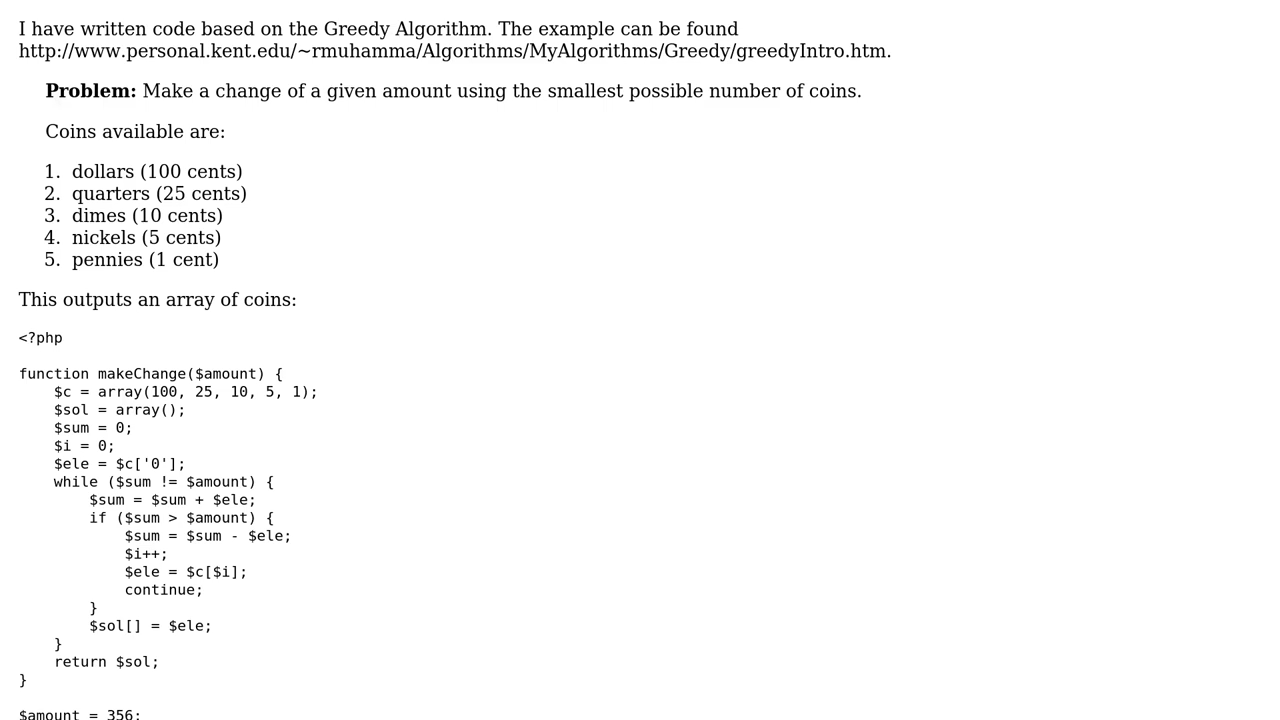 I have written code based on the Greedy Algorithm. The example can be found
http://www.personal.kent.edu/~rmuhamma/Algorithms/MyAlgorithms/Greedy/greedyIntro.htm.
Problem: Make a change of a given amount using the smallest possible number of coins.
Coins available are:
1. dollars (100 cents)
2. quarters (25 cents)
3. dimes (10 cents)
4. nickels (5 cents)
5. pennies (1 cent)
This outputs an array of coins:
<?php
function makeChange($amount) {
    $c = array(100, 25, 10, 5, 1);
    $sol = array();
    $sum = 0;
    $i = 0;
    $ele = $c['0'];
    while ($sum != $amount) {
        $sum = $sum + $ele;
        if ($sum > $amount) {
            $sum = $sum - $ele;
            $i++;
            $ele = $c[$i];
            continue;
        }
        $sol[] = $ele;
    }
    return $sol;
}
$amount = 356;